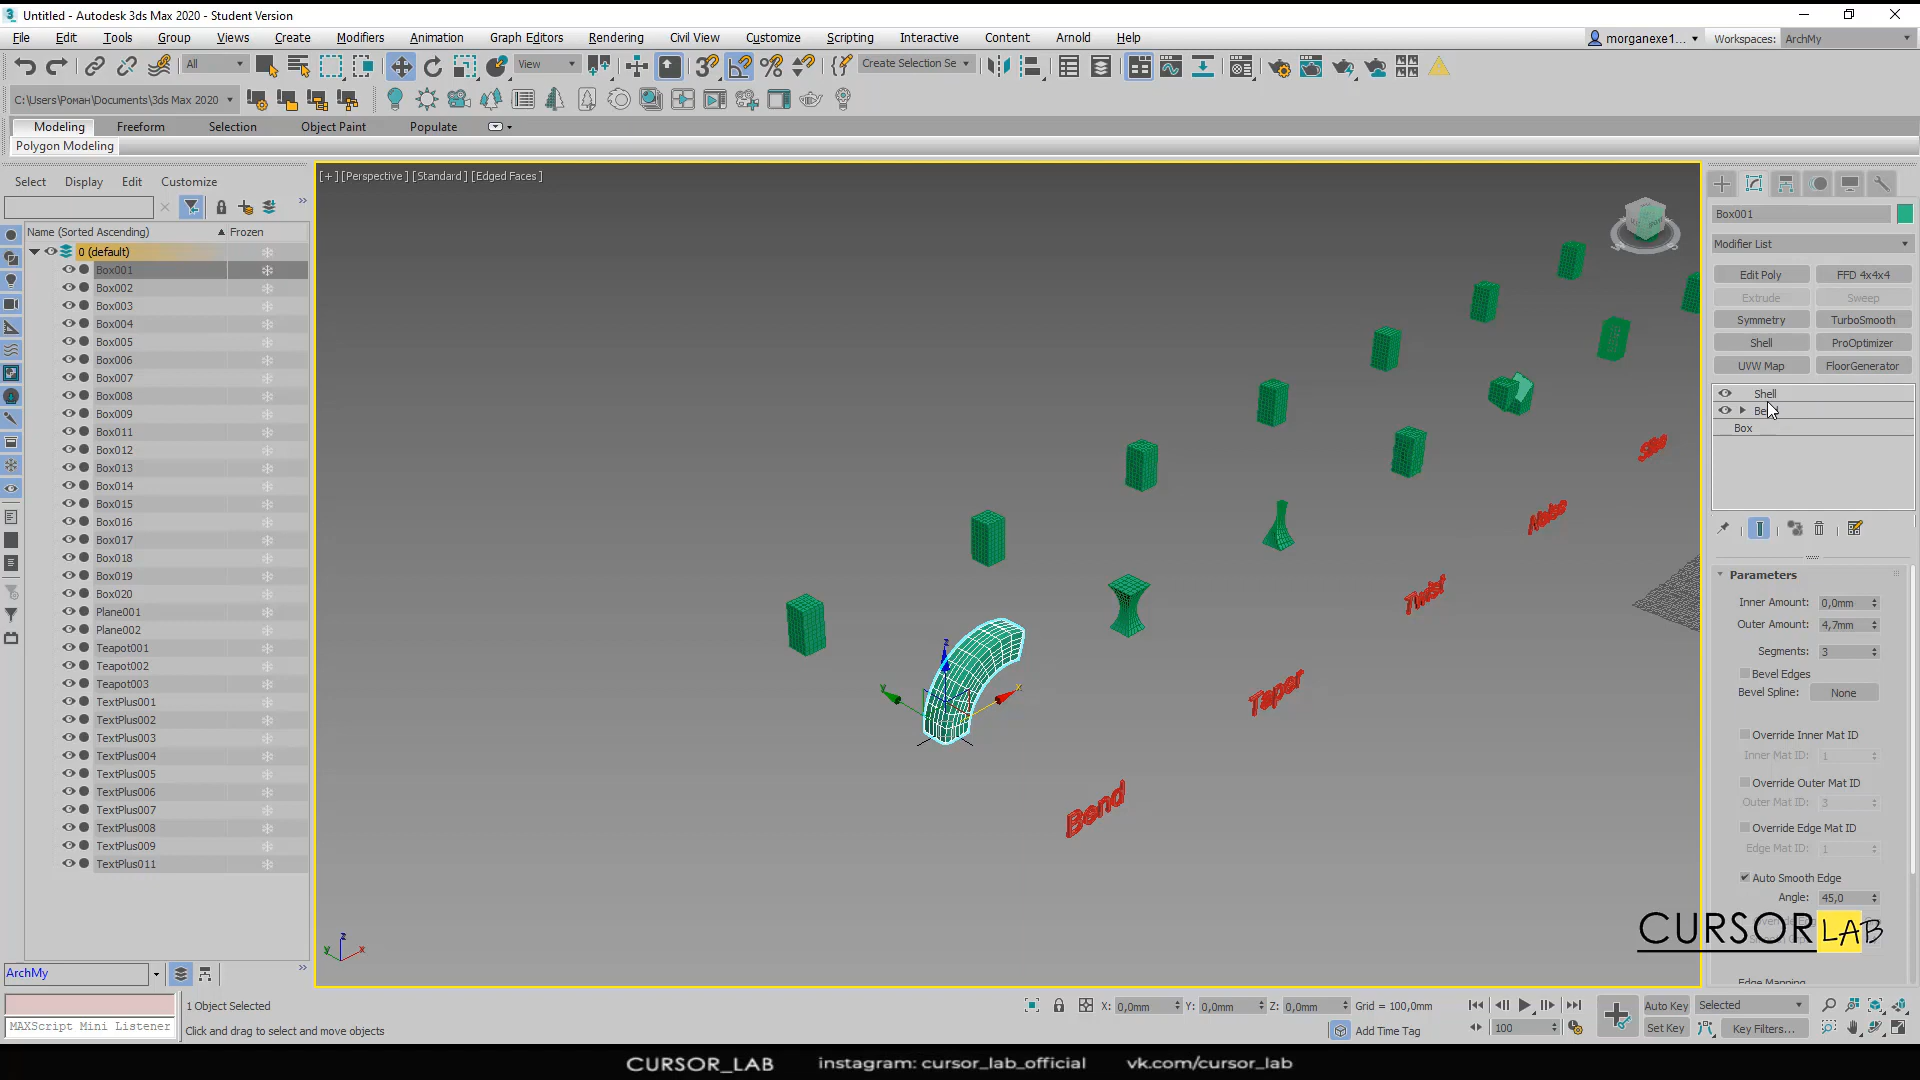 Untitled - Autodesk 3ds Max 2020 - Student Version
File Edit Tools Group Views Create Modifiers Animation Graph Editors Rendering Civil View Customize Scripting Interactive Content Arnold Help
morganexe1... Workspaces: ArchMy
All View Create Selection Se
C:\Users\Роман\Documents\3ds Max 2020
Modeling Freeform Selection Object Paint Populate
Polygon Modeling
Select Display Edit Customize
Name (Sorted Ascending) Frozen
0 (default)
Box001
Box002
Box003
Box004
Box005
Box006
Box007
Box008
Box009
Box011
Box012
Box013
Box014
Box015
Box016
Box017
Box018
Box019
Box020
Plane001
Plane002
Teapot001
Teapot002
Teapot003
TextPlus001
TextPlus002
TextPlus003
TextPlus004
TextPlus005
TextPlus006
TextPlus007
TextPlus008
TextPlus009
TextPlus011
[+] [Perspective ] [Standard ] [Edged Faces ]
Noise
Twist
Taper
Bend
z
y
x
z
y
x
Box001
Modifier List
Edit Poly FFD 4x4x4
Extrude Sweep
Symmetry TurboSmooth
Shell ProOptimizer
UVW Map FloorGenerator
Shell
Box
Parameters
Inner Amount: 0,0mm
Outer Amount: 4,7mm
Segments: 3
Bevel Edges
Bevel Spline: None
Override Inner Mat ID
Inner Mat ID: 1
Override Outer Mat ID
Outer Mat ID: 3
Override Edge Mat ID
Edge Mat ID: 1
Auto Smooth Edge
Angle: 45,0
CURSOR LAB
Edge Mapping
ArchMy
1 Object Selected
X: 0,0mm Y: 0,0mm Z: 0,0mm Grid = 100,0mm
Auto Key Selected
MAXScript Mini Listener
Click and drag to select and move objects
Add Time Tag
100
Set Key Key Filters...
CURSOR_LAB instagram: cursor_lab_official vk.com/cursor_lab